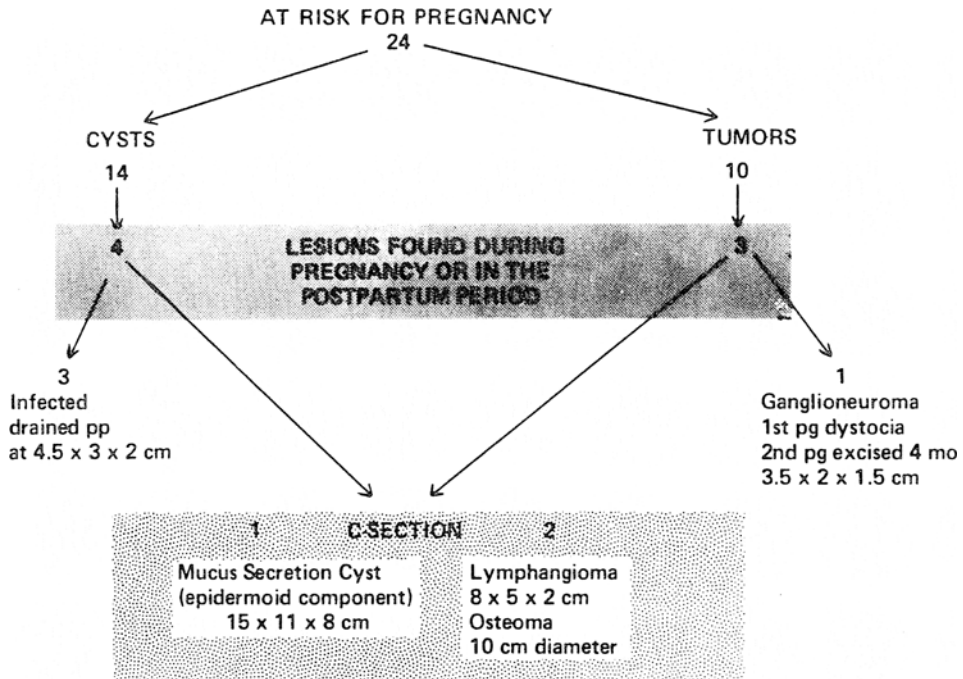 AT RISK FOR PREGNANCY
24
CYSTS
14
TUMORS
10
4
LESIONS FOUND DURING
PREGNANCY OR IN THE
POSTPARTUM PERIOD
3
3
Infected
drained pp
at 4.5 x 3 x 2 cm
1
Ganglioneuroma
1st pg dystocia
2nd pg excised 4 mo
3.5 x 2 x 1.5 cm
1 C-SECTION 2
Mucus Secretion Cyst
(epidermoid component)
15 x 11 x 8 cm
Lymphangioma
8 x 5 x 2 cm
Osteoma
10 cm diameter